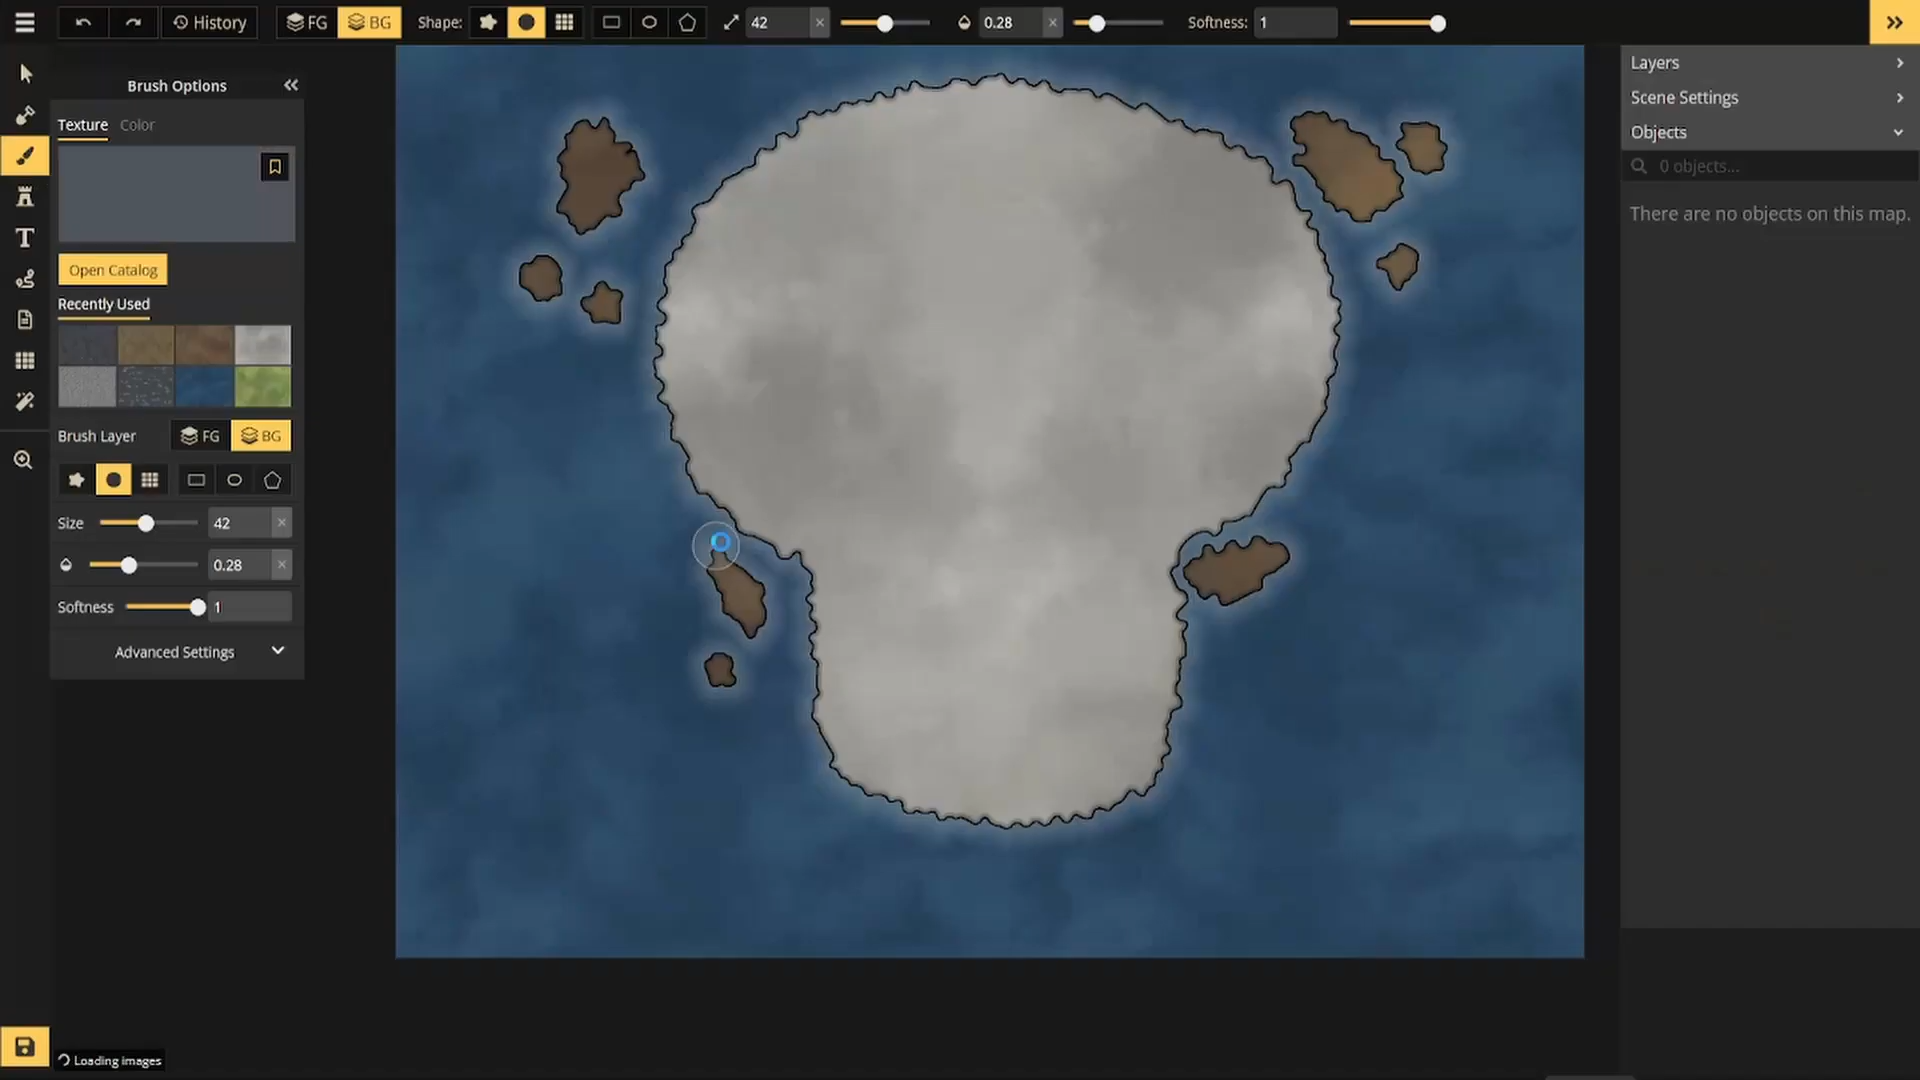 History FG BG Shape: 42 × 0.28 × Softness: 1
Brush Options
Texture Color
Open Catalog
Recently Used
Brush Layer FG BG
Size 42 ×
0.28 ×
Softness 1
Advanced Settings
Loading images
Layers
Scene Settings
Objects
0 objects...
There are no objects on this map.